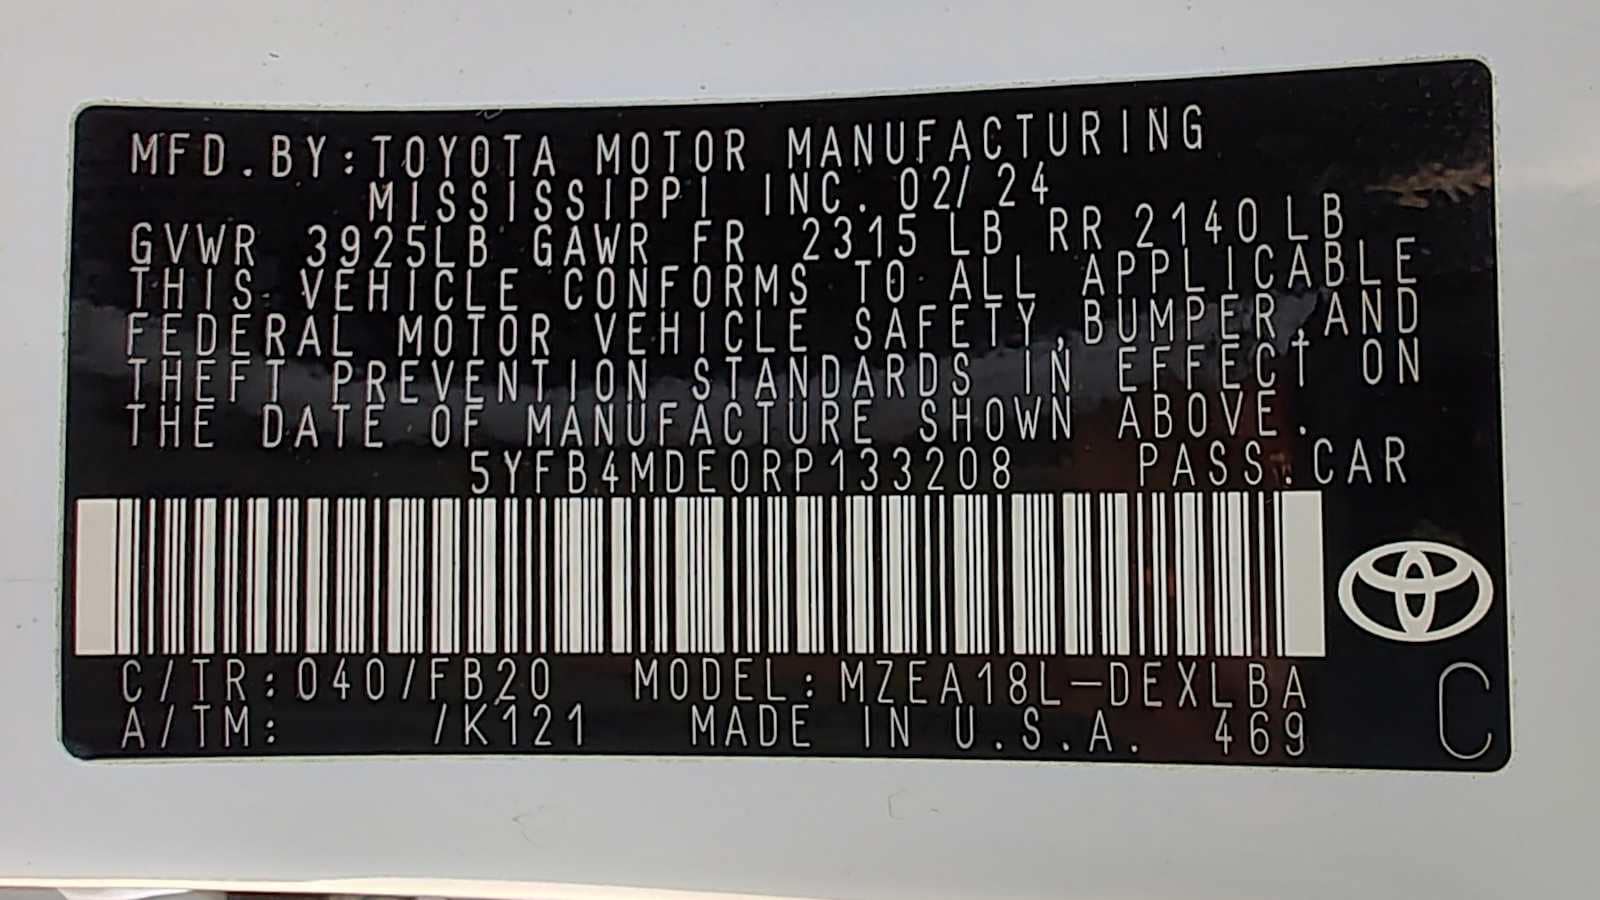 MFD.BY:TOYOTA MOTOR MANUFACTURING
MISSISSIPPI INC. 02/24
GVWR 3925LB GAWR FR 2315 LB RR 2140 LB
THIS VEHICLE CONFORMS TO ALL APPLICABLE
FEDERAL MOTOR VEHICLE SAFETY,BUMPER,AND
THEFT PREVENTION STANDARDS IN EFFECT ON
THE DATE OF MANUFACTURE SHOWN ABOVE.
5YFB4MDE0RP133208 PASS.CAR
C/TR:040/FB20 MODEL:MZEA18L-DEXLBA
A/TM: /K121 MADE IN U.S.A. 469
C